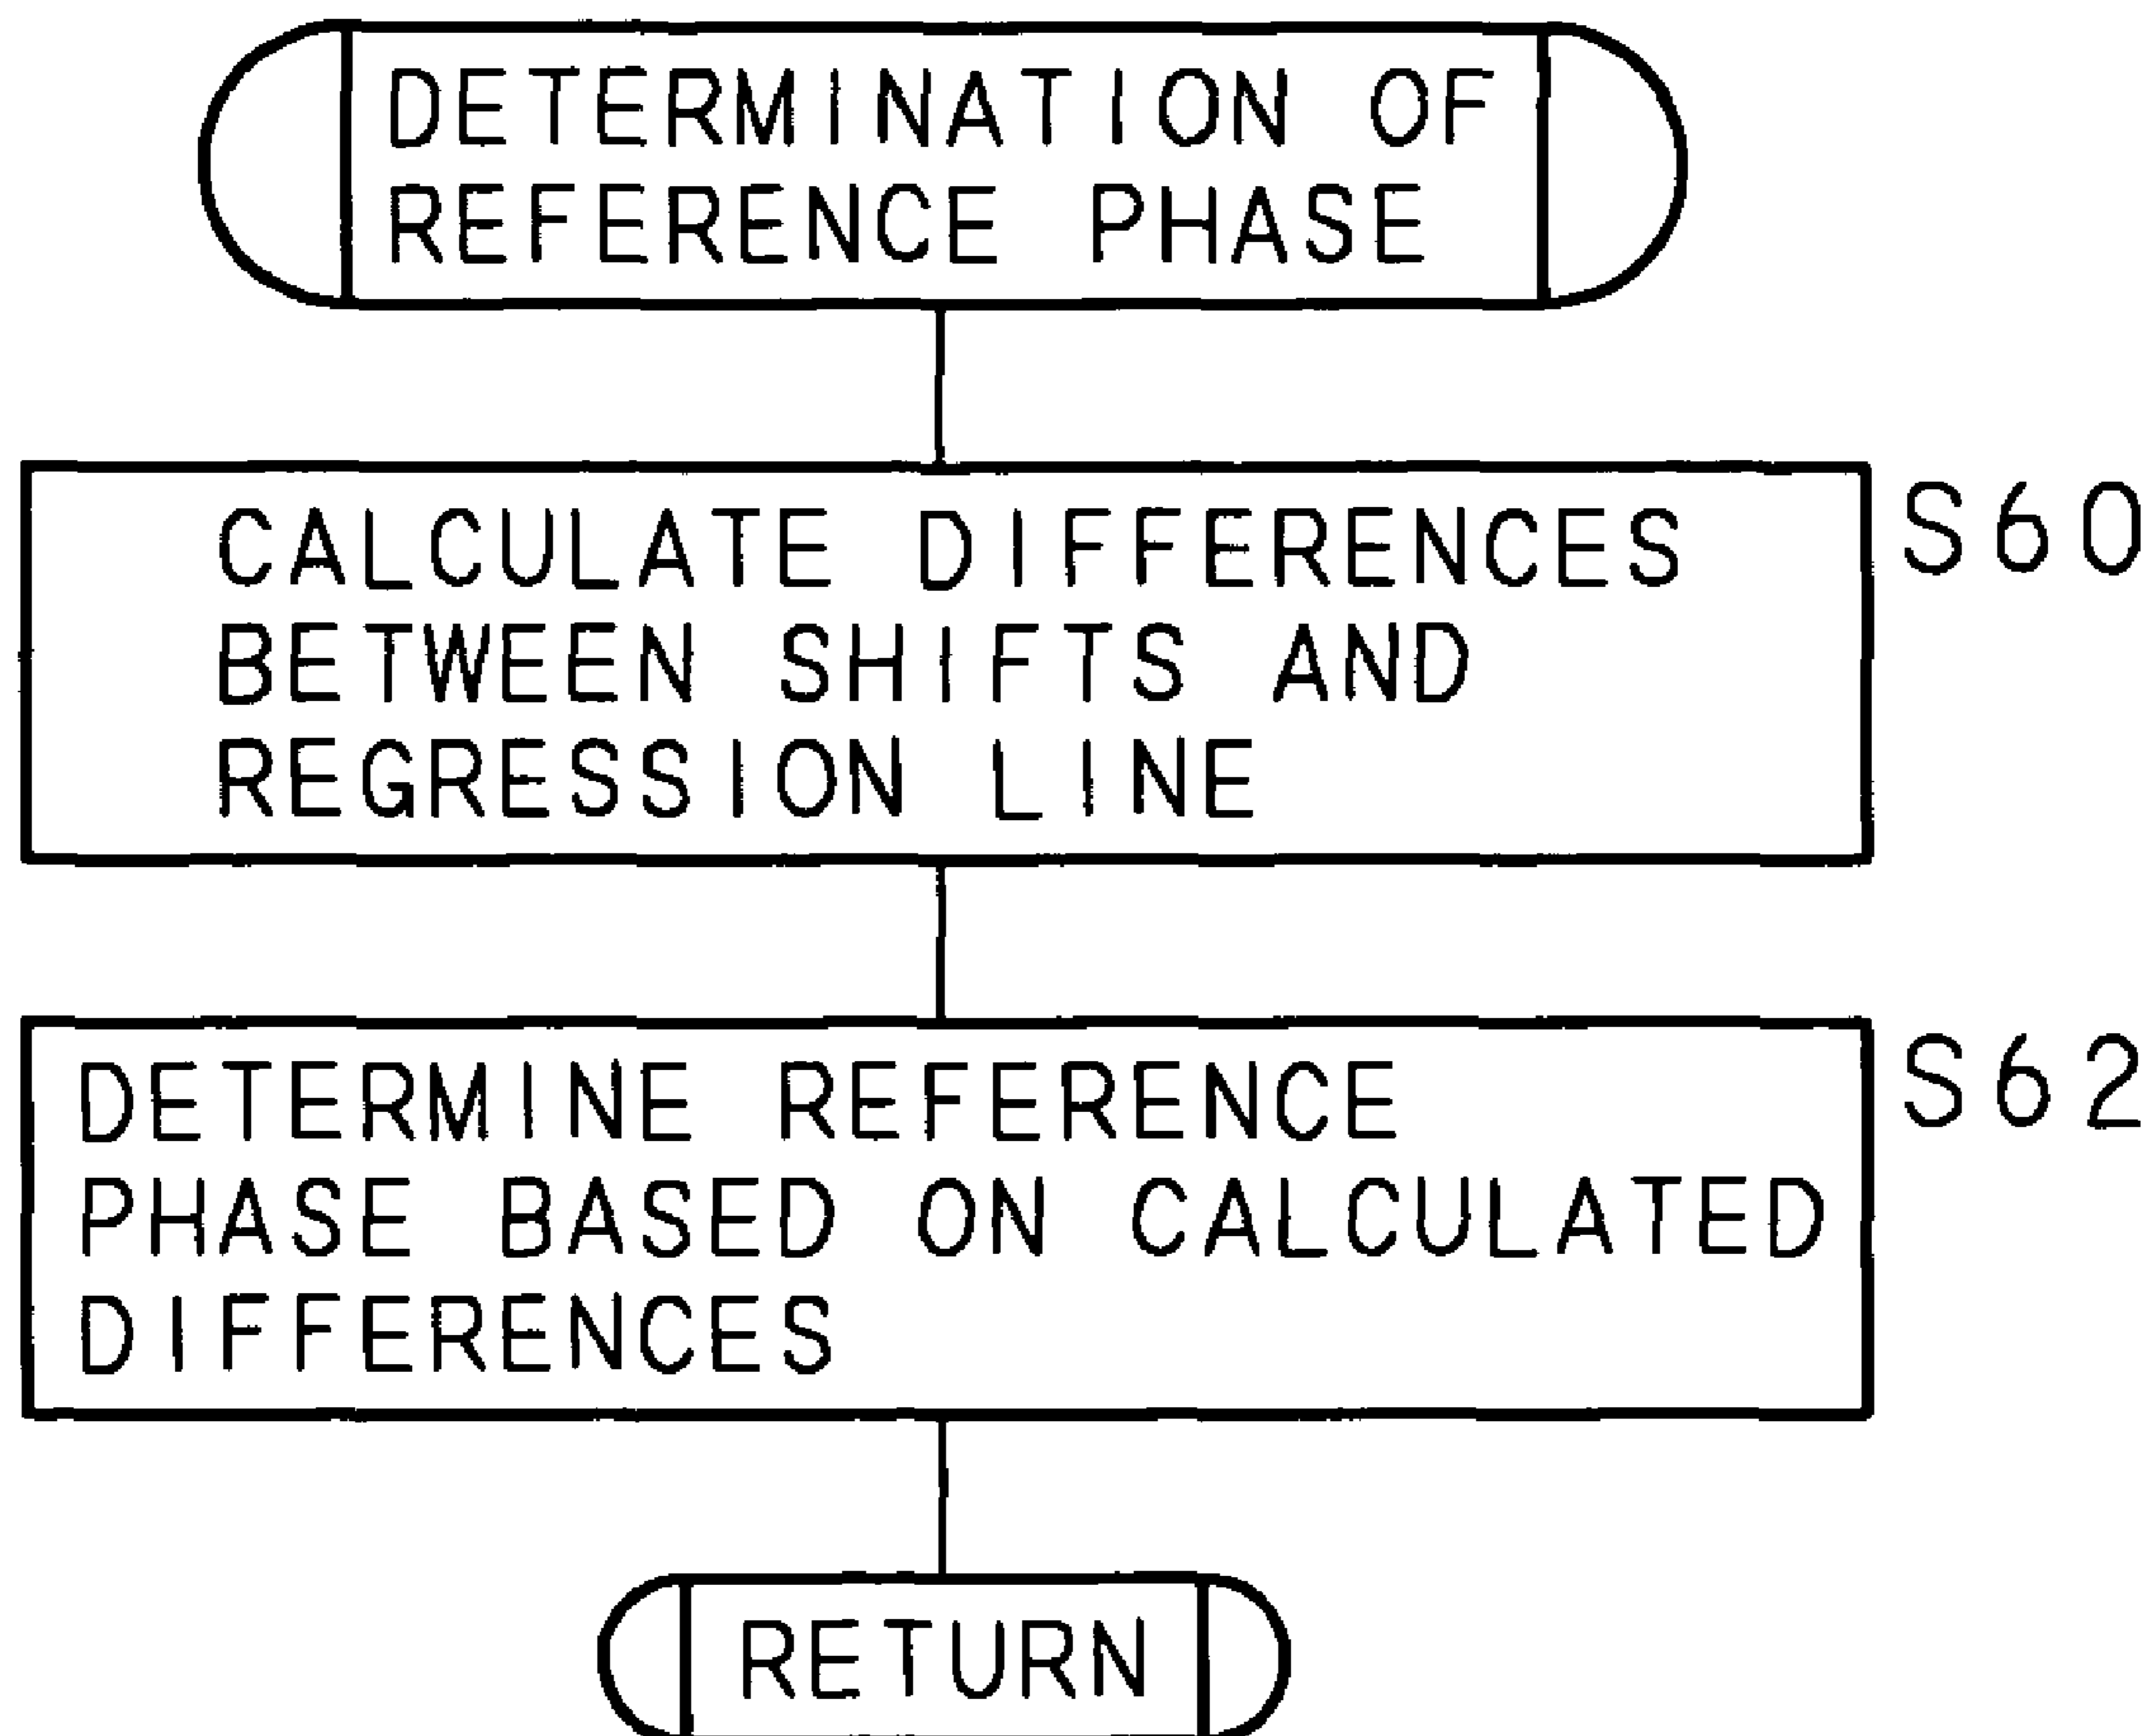 DETERMINATION OF
REFERENCE PHASE
CALCULATE DIFFERENCES
BETWEEN SHIFTS AND
REGRESSION LINE
S60
DETERMINE REFERENCE
PHASE BASED ON CALCULATED
DIFFERENCES
S62
RETURN